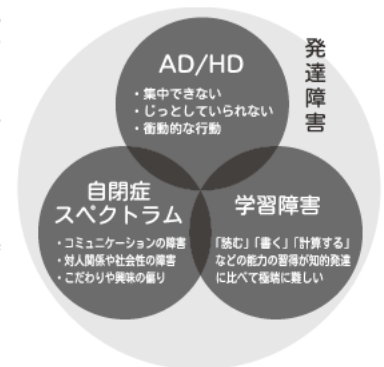 発達障害
AD/HD
・集中できない
・じっとしていられない
・衝動的な行動
自閉症
スペクトラム
・コミュニケーションの障害
・対人関係や社会性の障害
・こだわりや興味の偏り
学習障害
「読む」「書く」「計算する」
などの能力の習得が知的発達
に比べて極端に難しい